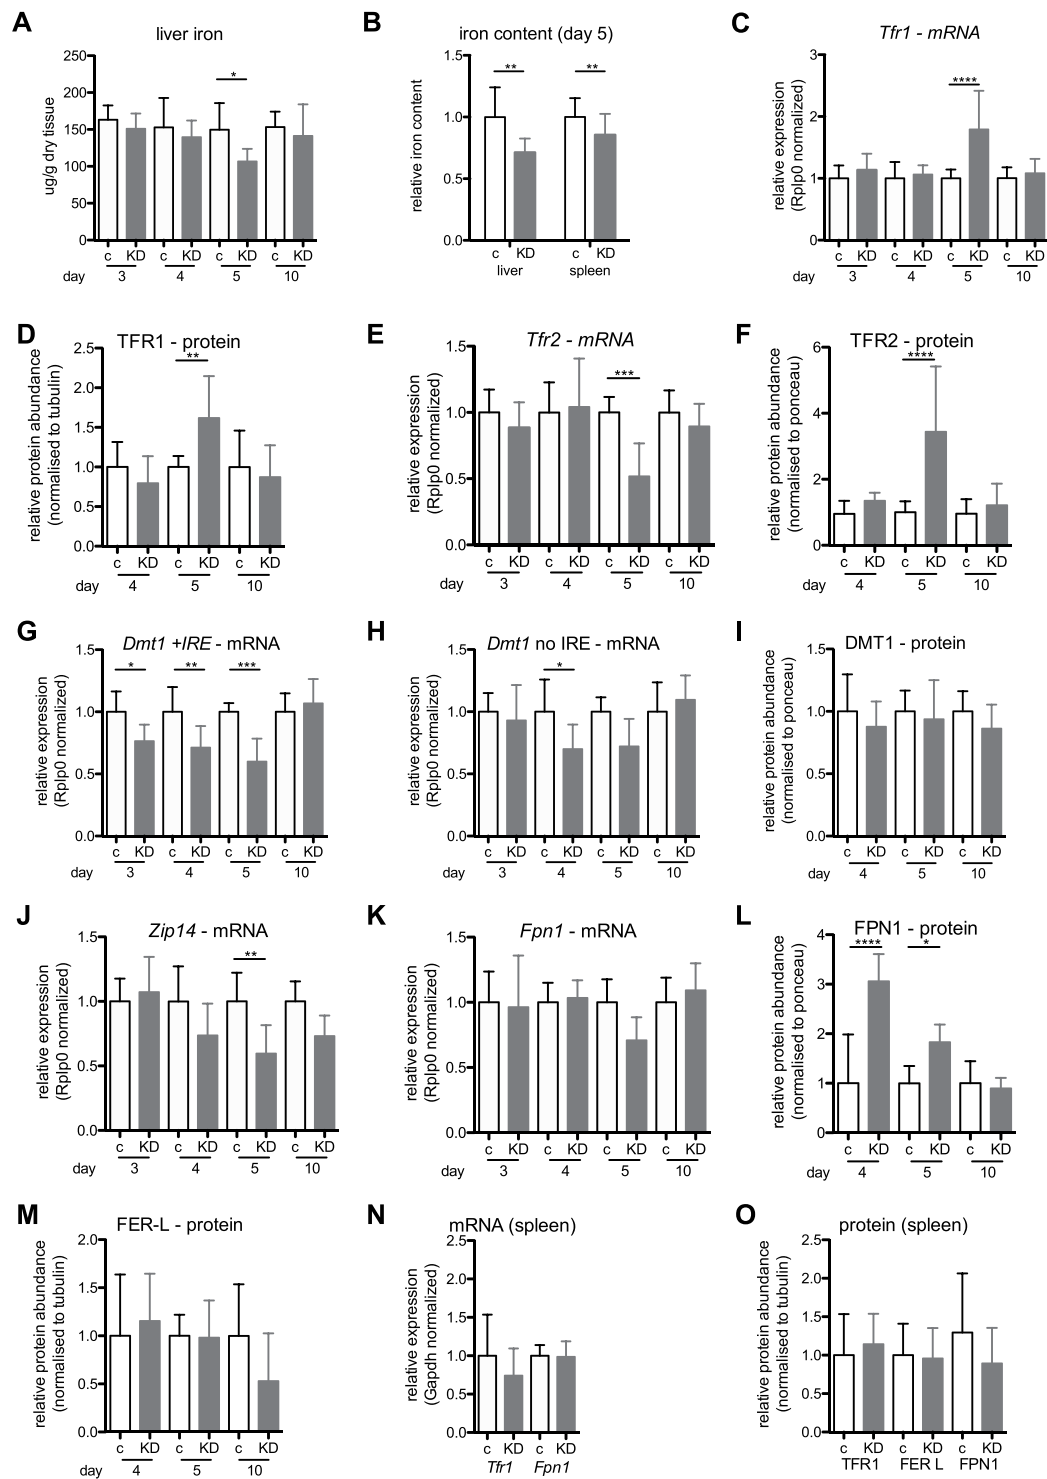 A
liver iron
ug/g dry tissue
250
200
150
100
50
0
*
c KD c KD c KD c KD
day 3 4 5 10
B
iron content (day 5)
relative iron content
1.5
1.0
0.5
0.0
** **
c KD c KD
liver spleen
C
Tfr1 - mRNA
relative expression
(Rplp0 normalized)
3
2
1
0
****
c KD c KD c KD c KD
day 3 4 5 10
D
TFR1 - protein
relative protein abundance
(normalised to tubulin)
2.5
2.0
1.5
1.0
0.5
0.0
**
c KD c KD c KD
day 4 5 10
E
Tfr2 - mRNA
relative expression
(Rplp0 normalized)
1.5
1.0
0.5
0.0
***
c KD c KD c KD c KD
day 3 4 5 10
F
TFR2 - protein
relative protein abundance
(normalised to ponceau)
6
4
2
0
****
c KD c KD c KD
day 4 5 10
G
Dmt1 +IRE - mRNA
relative expression
(Rplp0 normalized)
1.5
1.0
0.5
0.0
* ** ***
c KD c KD c KD c KD
day 3 4 5 10
H
Dmt1 no IRE - mRNA
relative expression
(Rplp0 normalized)
1.5
1.0
0.5
0.0
*
c KD c KD c KD c KD
day 3 4 5 10
I
DMT1 - protein
relative protein abundance
(normalised to ponceau)
1.5
1.0
0.5
0.0
c KD c KD c KD
day 4 5 10
J
Zip14 - mRNA
relative expression
(Rplp0 normalized)
1.5
1.0
0.5
0.0
**
c KD c KD c KD c KD
day 3 4 5 10
K
Fpn1 - mRNA
relative expression
(Rplp0 normalized)
1.5
1.0
0.5
0.0
c KD c KD c KD c KD
day 3 4 5 10
L
FPN1 - protein
relative protein abundance
(normalised to ponceau)
4
3
2
1
0
**** *
c KD c KD c KD
day 4 5 10
M
FER-L - protein
relative protein abundance
(normalised to tubulin)
2.0
1.5
1.0
0.5
0.0
c KD c KD c KD
day 4 5 10
N
mRNA (spleen)
relative expression
(Gapdh normalized)
2.5
2.0
1.5
1.0
0.5
0.0
c KD c KD
Tfr1 Fpn1
O
protein (spleen)
relative protein abundance
(normalised to tubulin)
2.5
2.0
1.5
1.0
0.5
0.0
c KD c KD c KD
TFR1 FER L FPN1